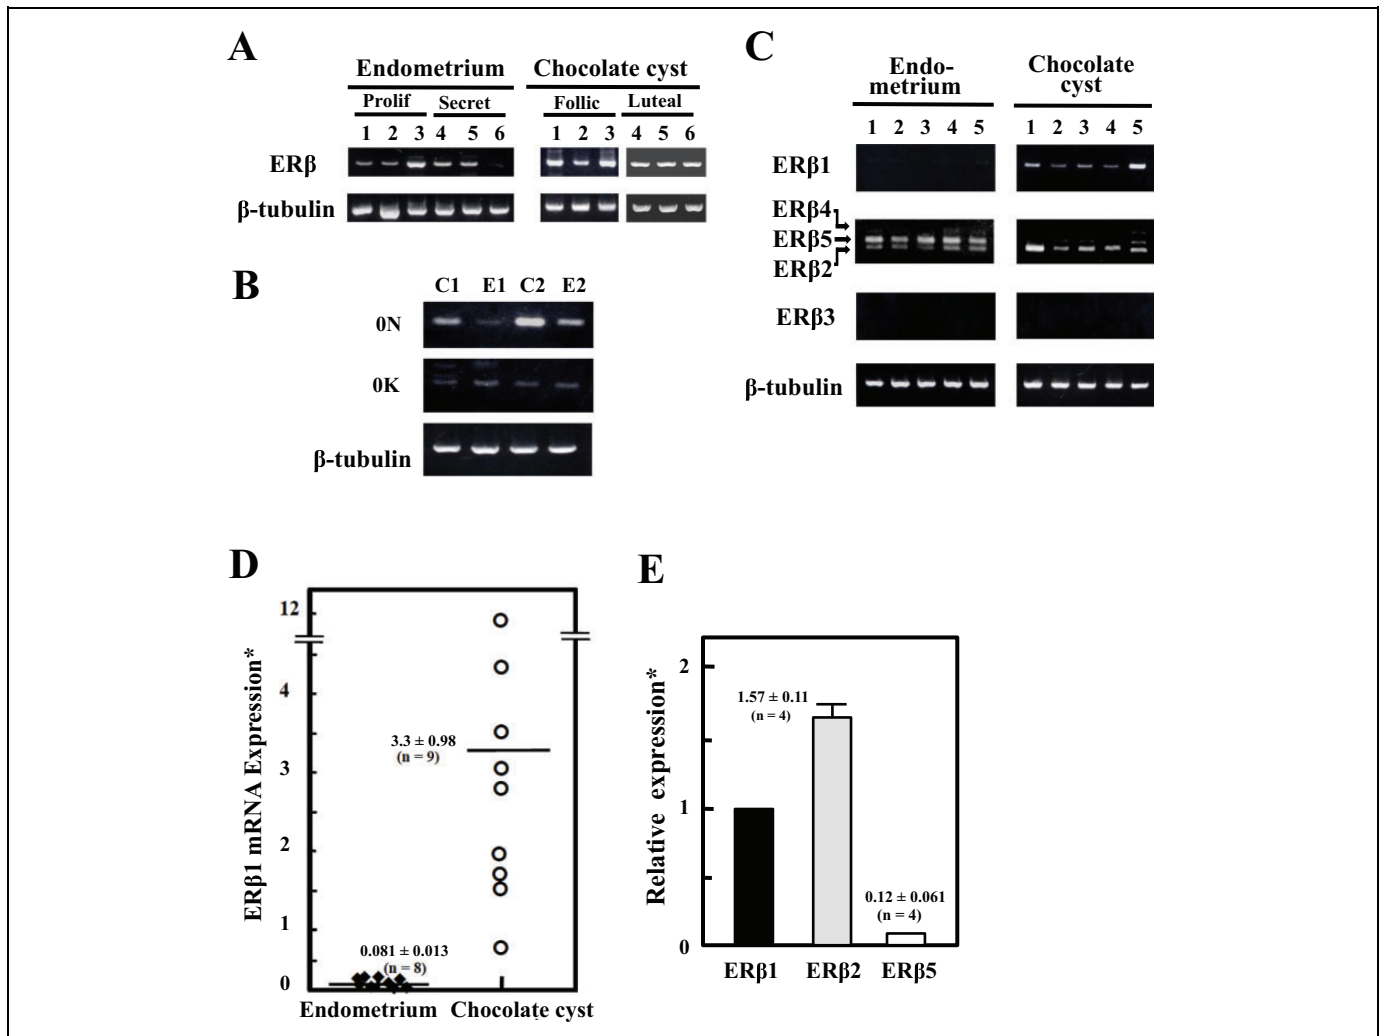 A
Endometrium
Chocolate cyst
Prolif
Secret
Follic
Luteal
1 2 3 4 5 6
1 2 3 4 5 6
ERβ
β-tubulin
B
C1 E1 C2 E2
0N
0K
β-tubulin
C
Endo-
metrium
Chocolate
cyst
1 2 3 4 5
1 2 3 4 5
ERβ1
ERβ4
ERβ5
ERβ2
ERβ3
β-tubulin
D
ERβ1 mRNA Expression*
12
4
3
2
1
0
3.3 ± 0.98
(n = 9)
0.081 ± 0.013
(n = 8)
Endometrium Chocolate cyst
E
Relative expression*
2
1
0
1.57 ± 0.11
(n = 4)
0.12 ± 0.061
(n = 4)
ERβ1 ERβ2 ERβ5